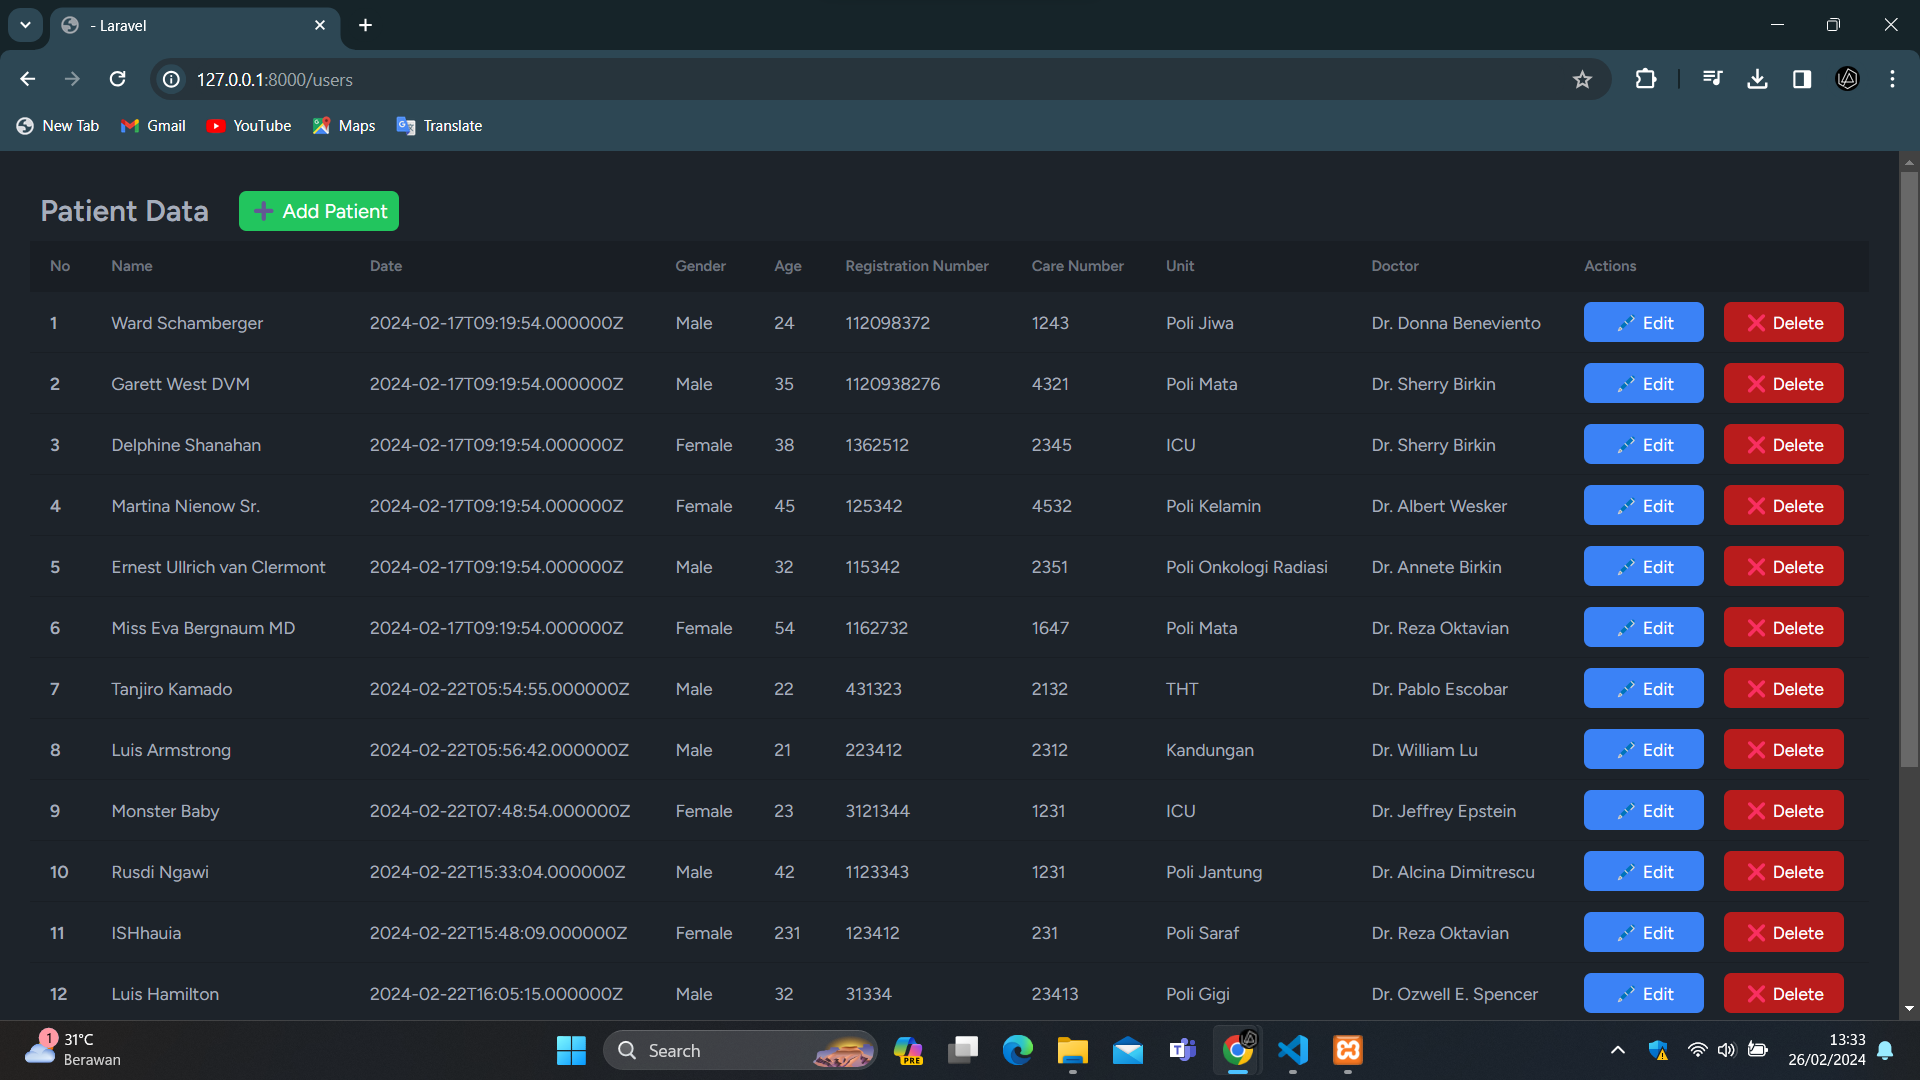 - Laravel
127.0.0.1:8000/users
New Tab Gmail YouTube Maps Translate
Patient Data Add Patient
No Name Date Gender Age Registration Number Care Number Unit Doctor Actions
1 Ward Schamberger 2024-02-17T09:19:54.000000Z Male 24 112098372 1243 Poli Jiwa Dr. Donna Beneviento Edit Delete
2 Garett West DVM 2024-02-17T09:19:54.000000Z Male 35 1120938276 4321 Poli Mata Dr. Sherry Birkin Edit Delete
3 Delphine Shanahan 2024-02-17T09:19:54.000000Z Female 38 1362512 2345 ICU Dr. Sherry Birkin Edit Delete
4 Martina Nienow Sr. 2024-02-17T09:19:54.000000Z Female 45 125342 4532 Poli Kelamin Dr. Albert Wesker Edit Delete
5 Ernest Ullrich van Clermont 2024-02-17T09:19:54.000000Z Male 32 115342 2351 Poli Onkologi Radiasi Dr. Annete Birkin Edit Delete
6 Miss Eva Bergnaum MD 2024-02-17T09:19:54.000000Z Female 54 1162732 1647 Poli Mata Dr. Reza Oktavian Edit Delete
7 Tanjiro Kamado 2024-02-22T05:54:55.000000Z Male 22 431323 2132 THT Dr. Pablo Escobar Edit Delete
8 Luis Armstrong 2024-02-22T05:56:42.000000Z Male 21 223412 2312 Kandungan Dr. William Lu Edit Delete
9 Monster Baby 2024-02-22T07:48:54.000000Z Female 23 3121344 1231 ICU Dr. Jeffrey Epstein Edit Delete
10 Rusdi Ngawi 2024-02-22T15:33:04.000000Z Male 42 1123343 1231 Poli Jantung Dr. Alcina Dimitrescu Edit Delete
11 ISHhauia 2024-02-22T15:48:09.000000Z Female 231 123412 231 Poli Saraf Dr. Reza Oktavian Edit Delete
12 Luis Hamilton 2024-02-22T16:05:15.000000Z Male 32 31334 23413 Poli Gigi Dr. Ozwell E. Spencer Edit Delete
1 31°C
Berawan
Search
PRE
13:33
26/02/2024